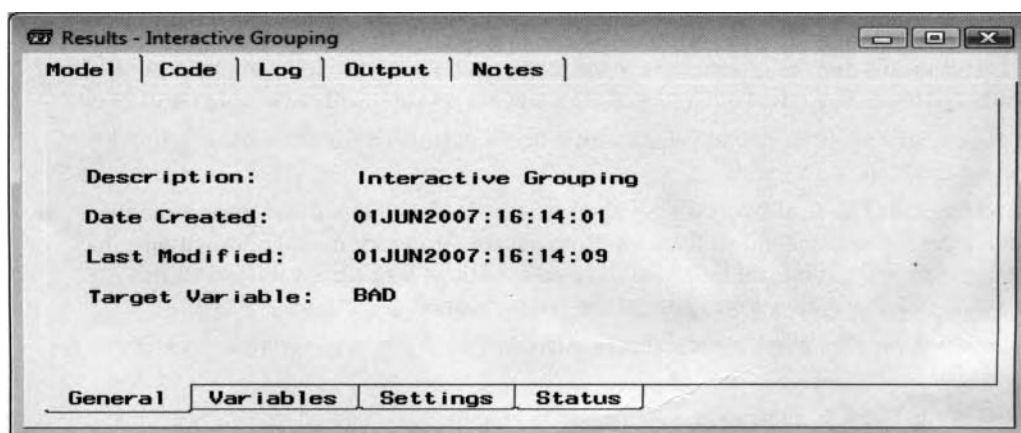 Results - Interactive Grouping
Model Code Log Output Notes
Description: Interactive Grouping
Date Created: 01JUN2007:16:14:01
Last Modified: 01JUN2007:16:14:09
Target Variable: BAD
General Variables Settings Status